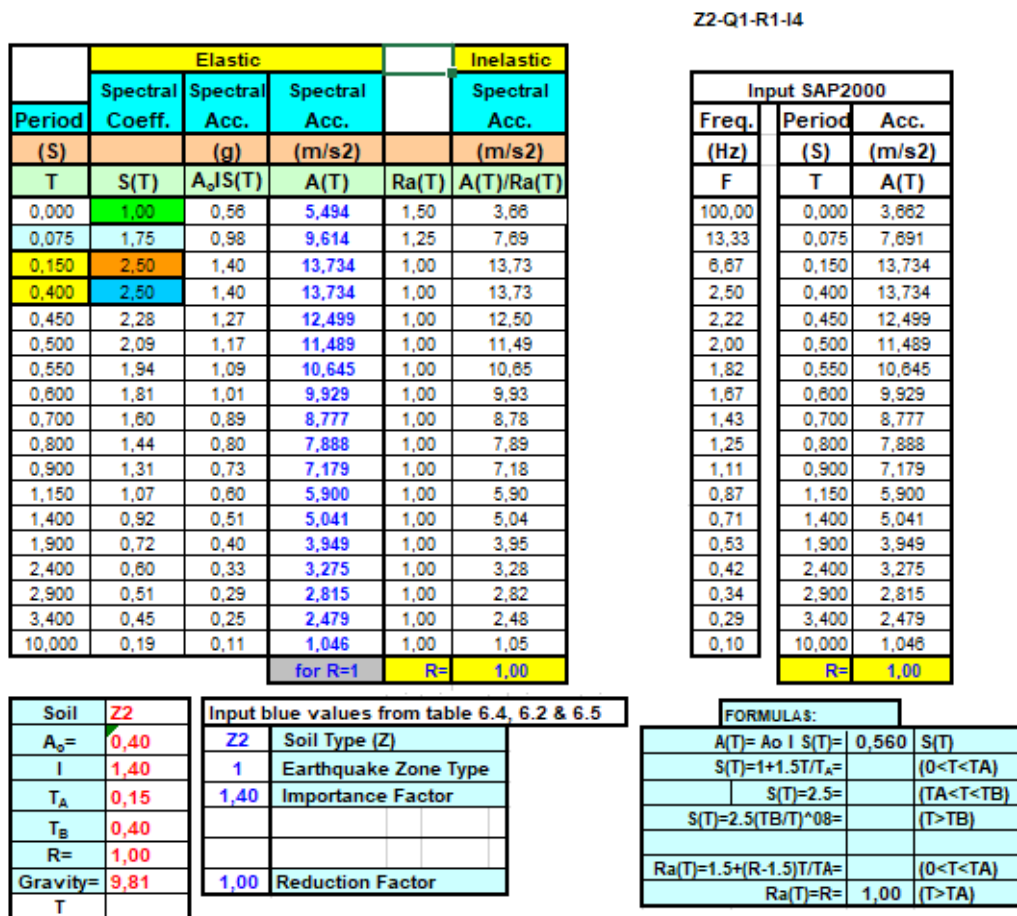 Z2-Q1-R1-I4
Elastic Inelastic
Spectral Spectral Spectral Spectral
Period Coeff. Acc. Acc. Acc.
(S) (g) (m/s2) (m/s2)
T S(T) AₒIS(T) A(T) Ra(T) A(T)/Ra(T)
0,000 1,00 0,56 5,494 1,50 3,66
0,075 1,75 0,98 9,614 1,25 7,69
0,150 2,50 1,40 13,734 1,00 13,73
0,400 2,50 1,40 13,734 1,00 13,73
0,450 2,28 1,27 12,499 1,00 12,50
0,500 2,09 1,17 11,489 1,00 11,49
0,550 1,94 1,09 10,645 1,00 10,65
0,600 1,81 1,01 9,929 1,00 9,93
0,700 1,60 0,89 8,777 1,00 8,78
0,800 1,44 0,80 7,888 1,00 7,89
0,900 1,31 0,73 7,179 1,00 7,18
1,150 1,07 0,60 5,900 1,00 5,90
1,400 0,92 0,51 5,041 1,00 5,04
1,900 0,72 0,40 3,949 1,00 3,95
2,400 0,60 0,33 3,275 1,00 3,28
2,900 0,51 0,29 2,815 1,00 2,82
3,400 0,45 0,25 2,479 1,00 2,48
10,000 0,19 0,11 1,046 1,00 1,05
for R=1 R= 1,00
Input SAP2000
Freq. Period Acc.
(Hz) (S) (m/s2)
F T A(T)
100,00 0,000 3,662
13,33 0,075 7,691
6,67 0,150 13,734
2,50 0,400 13,734
2,22 0,450 12,499
2,00 0,500 11,489
1,82 0,550 10,645
1,67 0,600 9,929
1,43 0,700 8,777
1,25 0,800 7,888
1,11 0,900 7,179
0,87 1,150 5,900
0,71 1,400 5,041
0,53 1,900 3,949
0,42 2,400 3,275
0,34 2,900 2,815
0,29 3,400 2,479
0,10 10,000 1,046
R= 1,00
Soil Z2
Aₒ= 0,40
I 1,40
T_A 0,15
T_B 0,40
R= 1,00
Gravity= 9,81
T
Input blue values from table 6.4, 6.2 & 6.5
Z2 Soil Type (Z)
1 Earthquake Zone Type
1,40 Importance Factor
1,00 Reduction Factor
FORMULAS:
A(T)= Ao I S(T)= 0,560 S(T)
S(T)=1+1.5T/T_A= (0<T<TA)
S(T)=2.5= (TA<T<TB)
S(T)=2.5(TB/T)^08= (T>TB)
Ra(T)=1.5+(R-1.5)T/TA= (0<T<TA)
Ra(T)=R= 1,00 (T>TA)